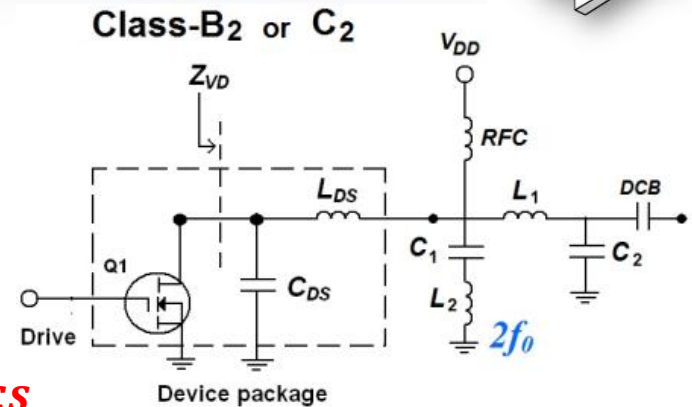 Class-B2 or C2
VDD
ZVD
RFC
LDS
L1
DCB
C1
C2
Q1
CDS
L2
2f0
Drive
Device package